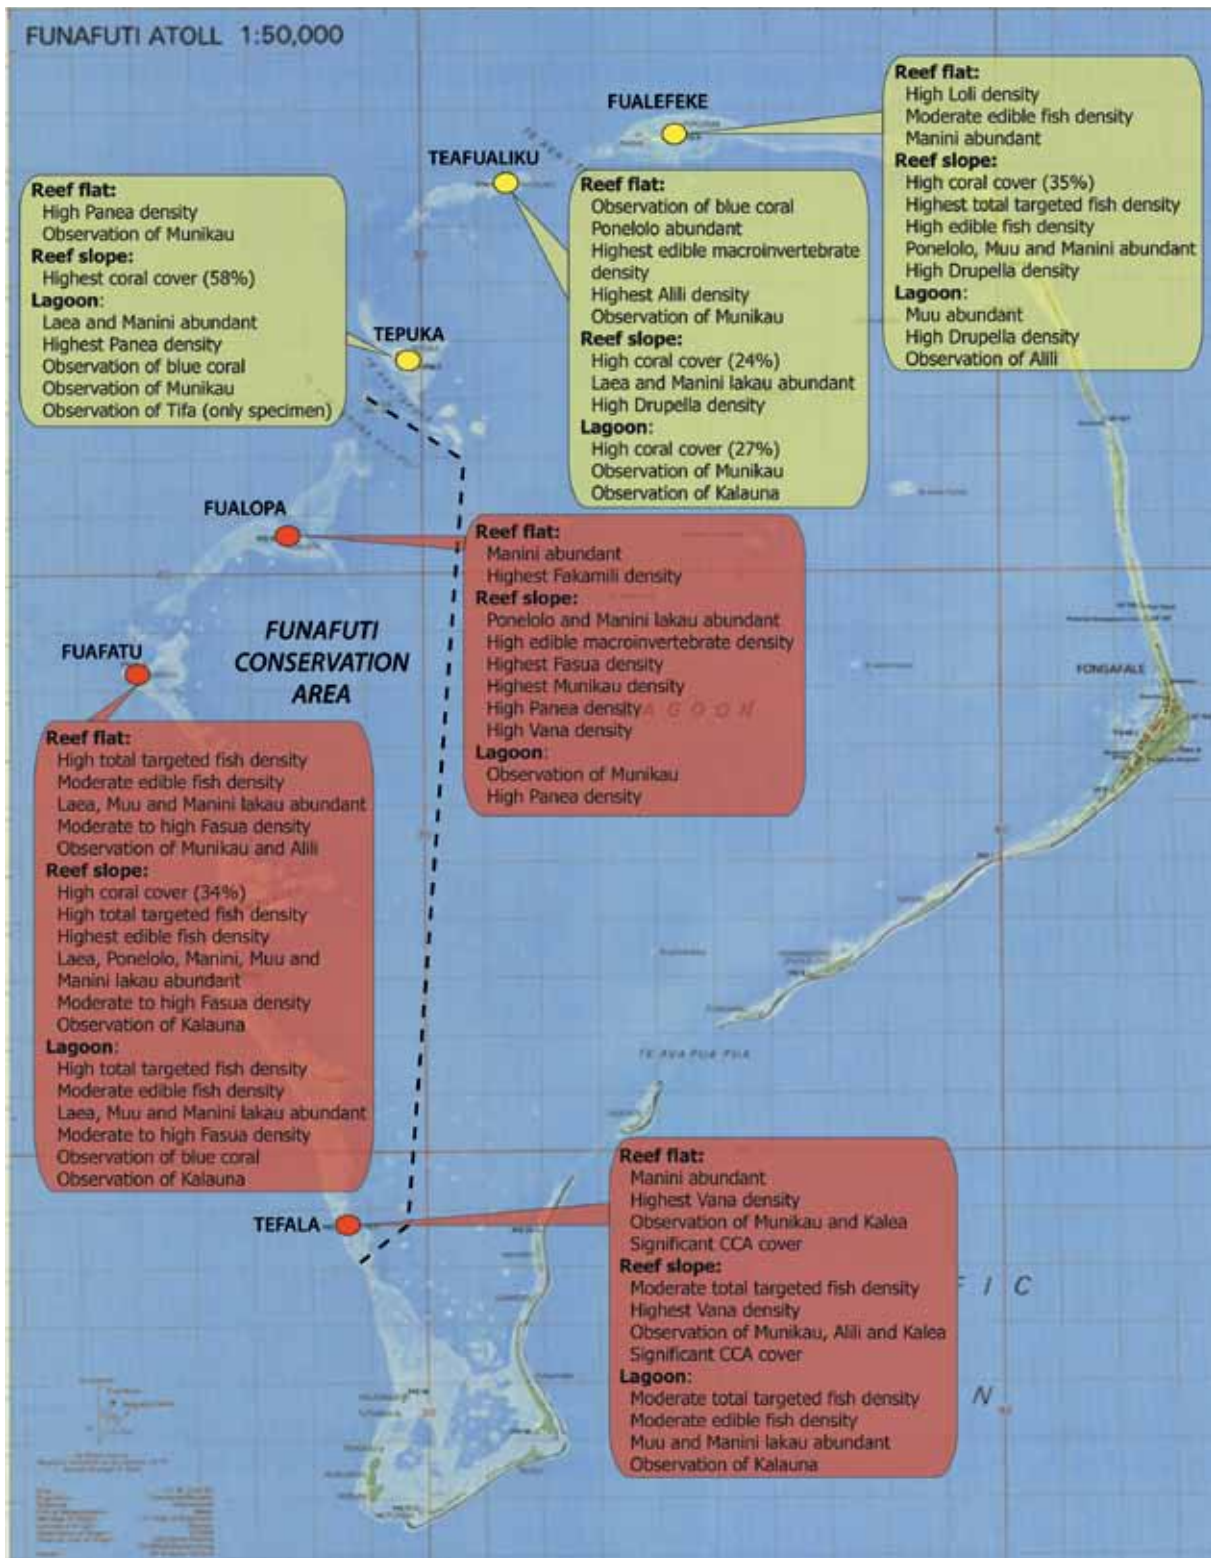 FUNAFUTI ATOLL 1:50,000
FUALEFEKE
Reef flat:
High Loli density
Moderate edible fish density
Manini abundant
Reef slope:
High coral cover (35%)
Highest total targeted fish density
High edible fish density
Ponelolo, Muu and Manini abundant
High Drupella density
Lagoon:
Muu abundant
High Drupella density
Observation of Alili
TEAFUALIKU
Reef flat:
Observation of blue coral
Ponelolo abundant
Highest edible macroinvertebrate
density
Highest Alili density
Observation of Munikau
Reef slope:
High coral cover (24%)
Laea and Manini lakau abundant
High Drupella density
Lagoon:
High coral cover (27%)
Observation of Munikau
Observation of Kalauna
Reef flat:
High Panea density
Observation of Munikau
Reef slope:
Highest coral cover (58%)
Lagoon:
Laea and Manini abundant
Highest Panea density
Observation of blue coral
Observation of Munikau
Observation of Tifa (only specimen)
TEPUKA
FUALOPA
Reef flat:
Manini abundant
Highest Fakamili density
Reef slope:
Ponelolo and Manini lakau abundant
High edible macroinvertebrate density
Highest Fasua density
Highest Munikau density
High Panea density
High Vana density
Lagoon:
Observation of Munikau
High Panea density
FUNAFUTI
CONSERVATION
AREA
FUAFATU
FONGAFALE
A G O O N
Reef flat:
High total targeted fish density
Moderate edible fish density
Laea, Muu and Manini lakau abundant
Moderate to high Fasua density
Observation of Munikau and Alili
Reef slope:
High coral cover (34%)
High total targeted fish density
Highest edible fish density
Laea, Ponelolo, Manini, Muu and
Manini lakau abundant
Moderate to high Fasua density
Observation of Kalauna
Lagoon:
High total targeted fish density
Moderate edible fish density
Laea, Muu and Manini lakau abundant
Moderate to high Fasua density
Observation of blue coral
Observation of Kalauna
TE AVA PUA PUA
TEFALA
Reef flat:
Manini abundant
Highest Vana density
Observation of Munikau and Kalea
Significant CCA cover
Reef slope:
Moderate total targeted fish density
Highest Vana density
Observation of Munikau, Alili and Kalea
Significant CCA cover
Lagoon:
Moderate total targeted fish density
Moderate edible fish density
Muu and Manini lakau abundant
Observation of Kalauna
F I C
N